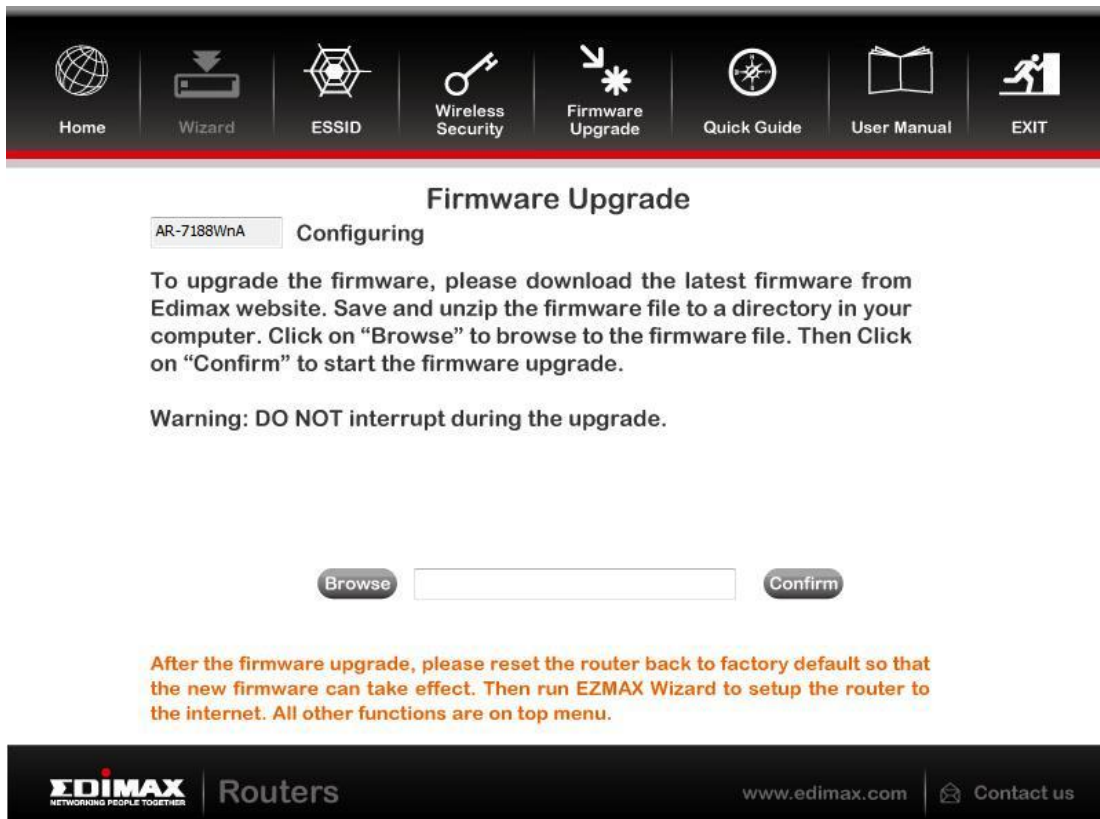 Home
Wizard
ESSID
Wireless
Security
Firmware
Upgrade
Quick Guide
User Manual
EXIT
Firmware Upgrade
AR-7188WnA Configuring
To upgrade the firmware, please download the latest firmware from
Edimax website. Save and unzip the firmware file to a directory in your
computer. Click on “Browse” to browse to the firmware file. Then Click
on “Confirm” to start the firmware upgrade.
Warning: DO NOT interrupt during the upgrade.
Browse
Confirm
After the firmware upgrade, please reset the router back to factory default so that
the new firmware can take effect. Then run EZMAX Wizard to setup the router to
the internet. All other functions are on top menu.
EDIMAX
NETWORKING PEOPLE TOGETHER
Routers
www.edimax.com
Contact us